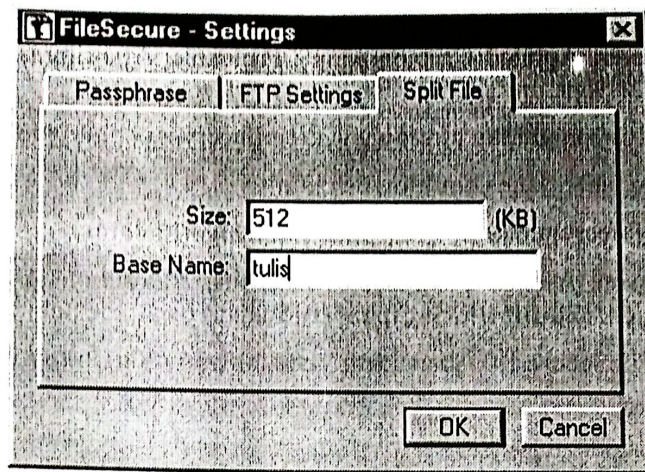 FileSecure - Settings
Passphrase FTP Settings Split File
Size: 512 (KB)
Base Name: tulis
OK Cancel